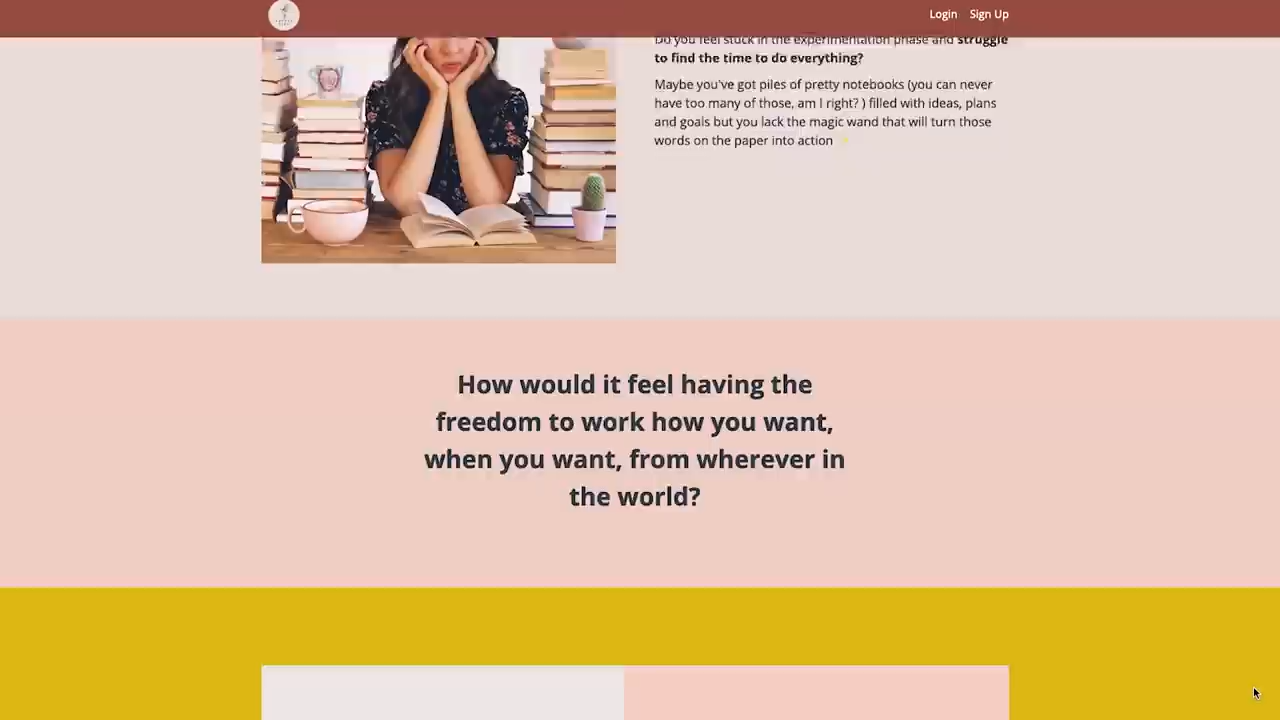 Login Sign Up
Do you feel stuck in the experimentation phase and struggle
to find the time to do everything?
Maybe you've got piles of pretty notebooks (you can never
have too many of those, am I right? ) filled with ideas, plans
and goals but you lack the magic wand that will turn those
words on the paper into action
How would it feel having the
freedom to work how you want,
when you want, from wherever in
the world?